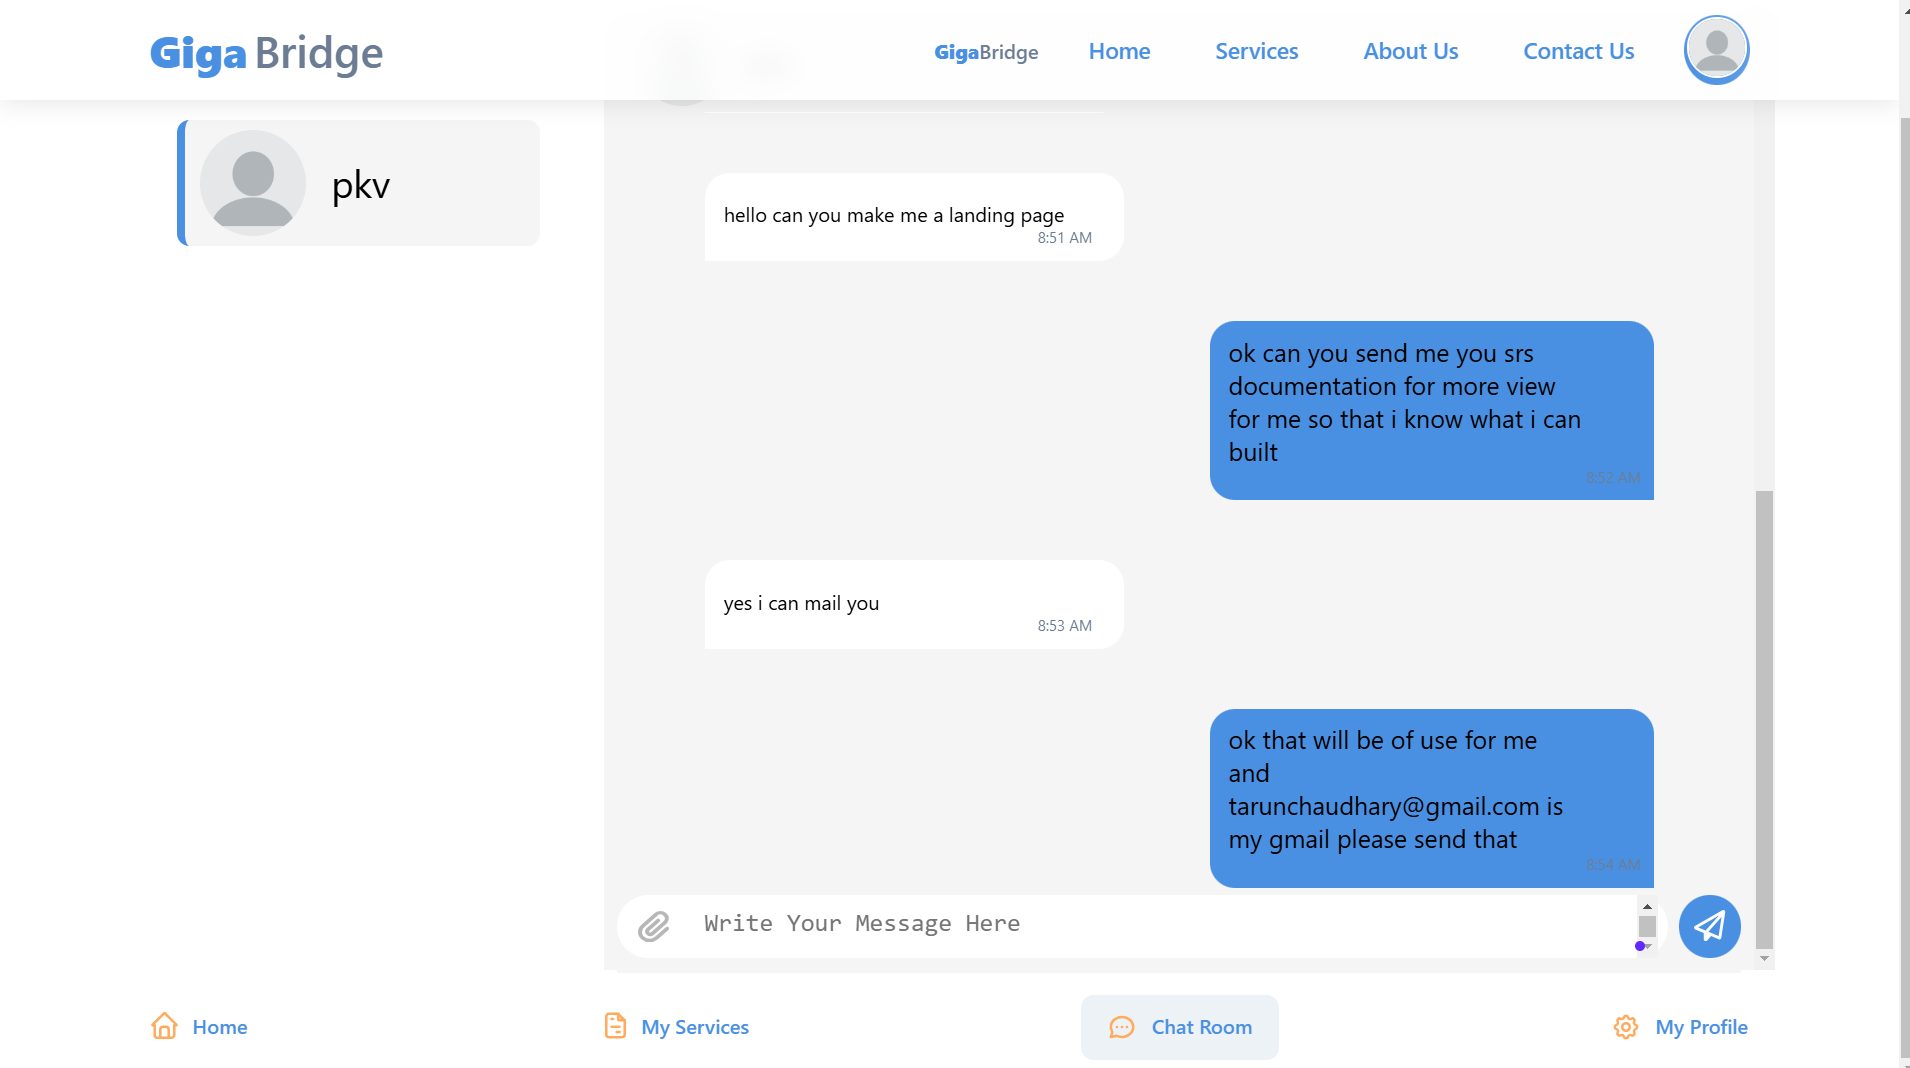 Giga Bridge
GigaBridge
Home
Services
About Us
Contact Us
pkv
hello can you make me a landing page
8:51 AM
ok can you send me you srs
documentation for more view
for me so that i know what i can
built
8:52 AM
yes i can mail you
8:53 AM
ok that will be of use for me
and
tarunchaudhary@gmail.com is
my gmail please send that
8:54 AM
Write Your Message Here
Home
My Services
Chat Room
My Profile